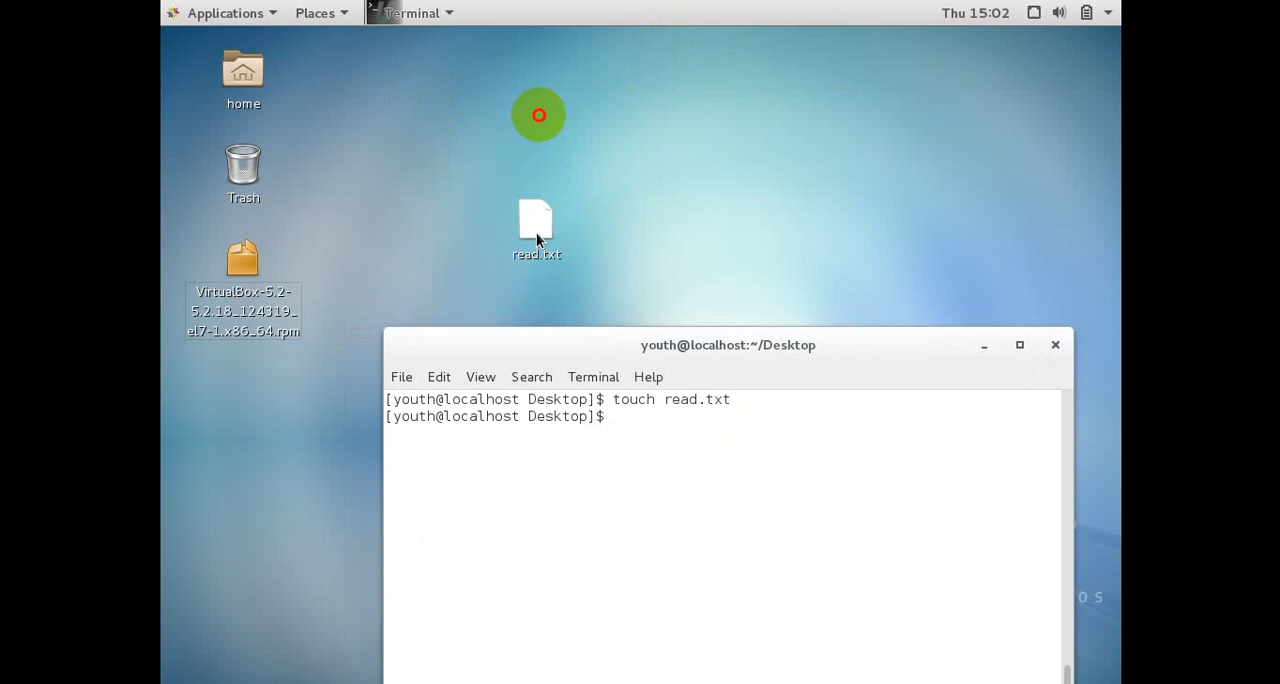 Applications Places Terminal Thu 15:02
home
Trash
VirtualBox-5.2-
5.2.18_124319_
el7-1.x86_64.rpm
read.txt
youth@localhost:~/Desktop
File Edit View Search Terminal Help
[youth@localhost Desktop]$ touch read.txt
[youth@localhost Desktop]$
O S